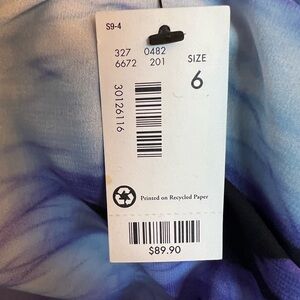 S9-4
327 0482
6672 201
SIZE
6
30126116
Printed on Recycled Paper
$89.90